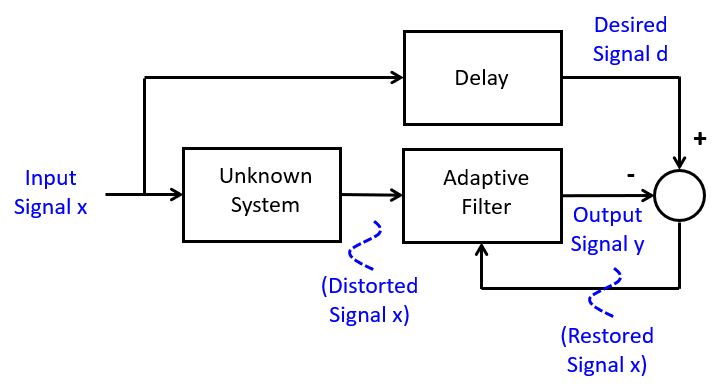 Desired
Signal d
Delay
+
Input
Signal x
Unknown
System
Adaptive
Filter
-
Output
Signal y
(Distorted
Signal x)
(Restored
Signal x)